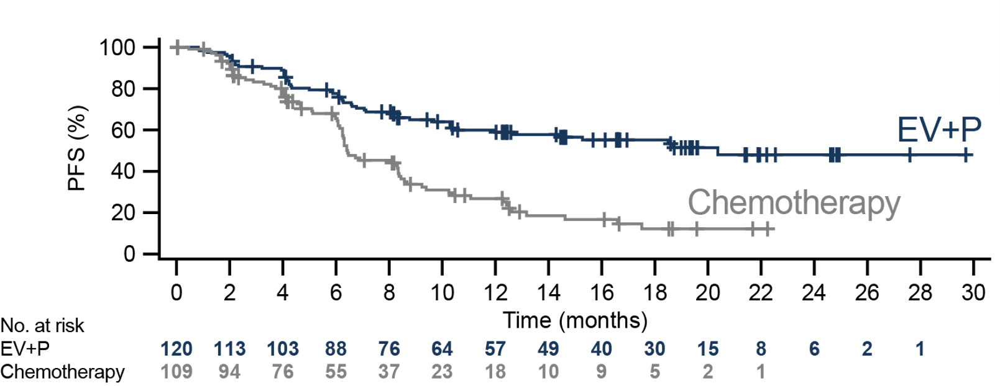 PFS (%)
100
80
60
40
20
0
EV+P
Chemotherapy
0 2 4 6 8 10 12 14 16 18 20 22 24 26 28 30
Time (months)
No. at risk
EV+P 120 113 103 88 76 64 57 49 40 30 15 8 6 2 1
Chemotherapy 109 94 76 55 37 23 18 10 9 5 2 1